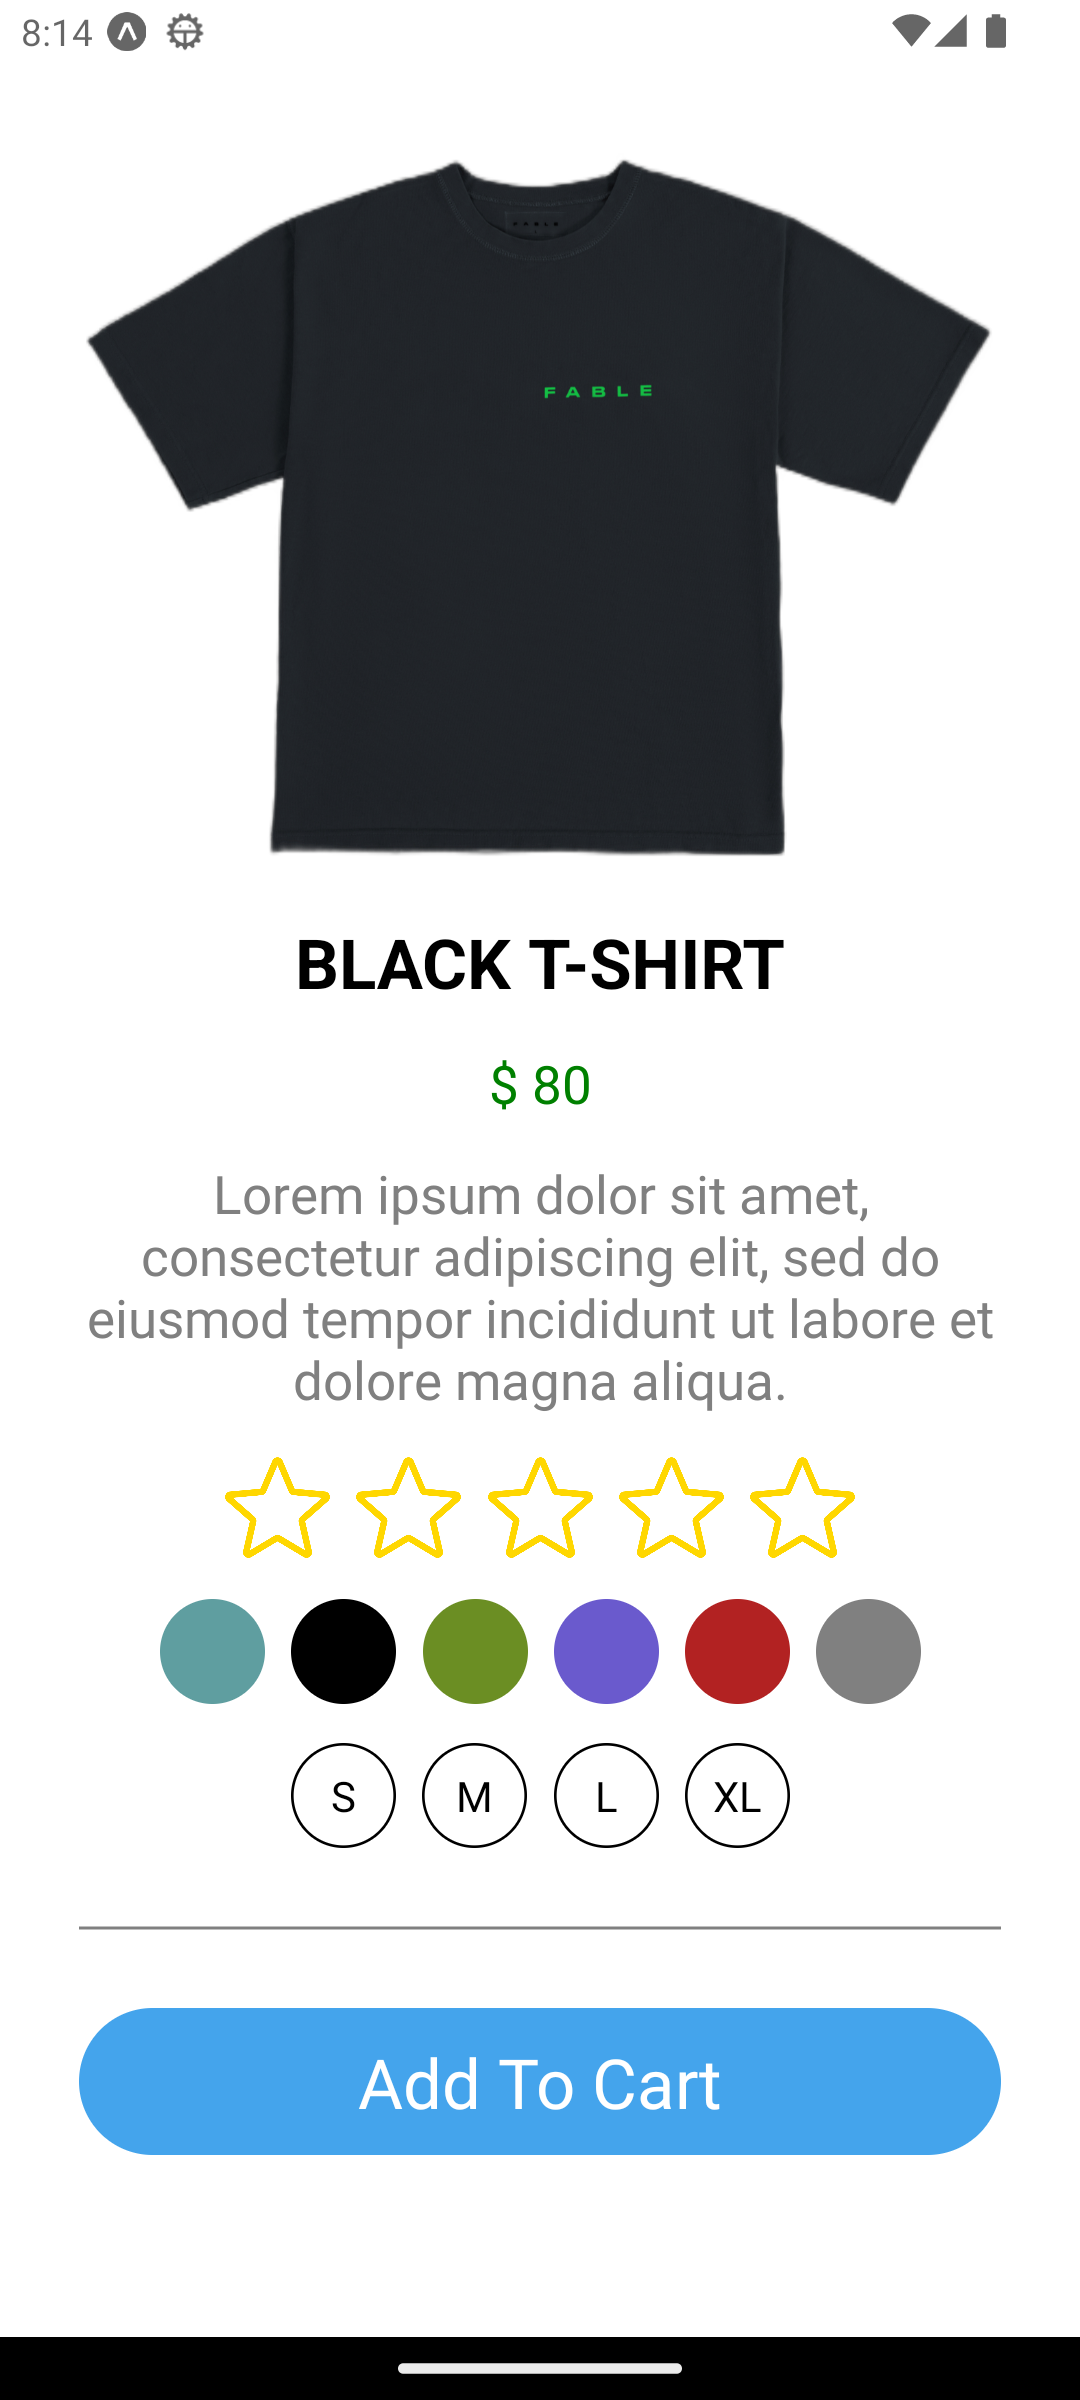 8:14
FABLE
FABLE
BLACK T-SHIRT
$ 80
Lorem ipsum dolor sit amet,
consectetur adipiscing elit, sed do
eiusmod tempor incididunt ut labore et
dolore magna aliqua.
S M L XL
Add To Cart